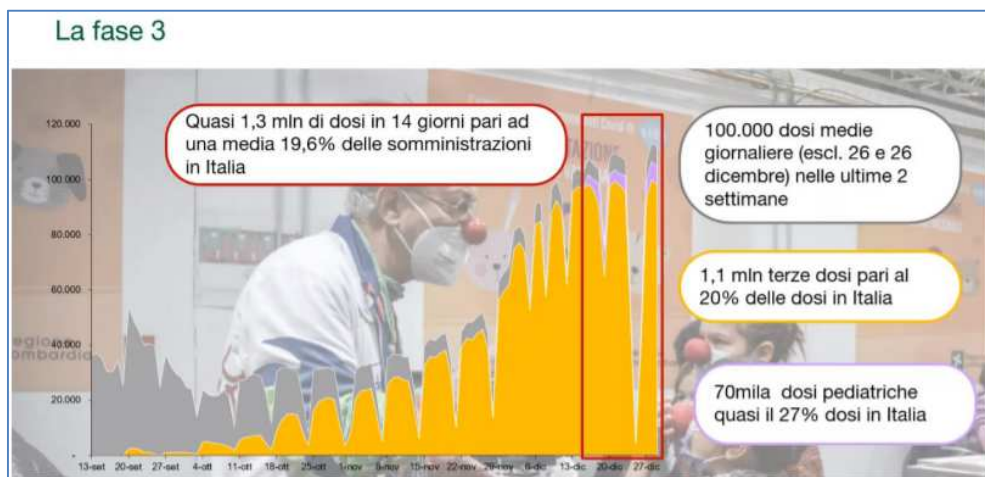 La fase 3
Quasi 1,3 mln di dosi in 14 giorni pari ad
una media 19,6% delle somministrazioni
in Italia
100.000 dosi medie
giornaliere (escl. 26 e 26
dicembre) nelle ultime 2
settimane
1,1 mln terze dosi pari al
20% delle dosi in Italia
70mila dosi pediatriche
quasi il 27% dosi in Italia
120.000
100.000
80.000
60.000
40.000
20.000
-
13-set 20-set 27-set 4-ott 11-ott 18-ott 25-ott 1-nov 8-nov 15-nov 22-nov 29-nov 6-dic 13-dic 20-dic 27-dic